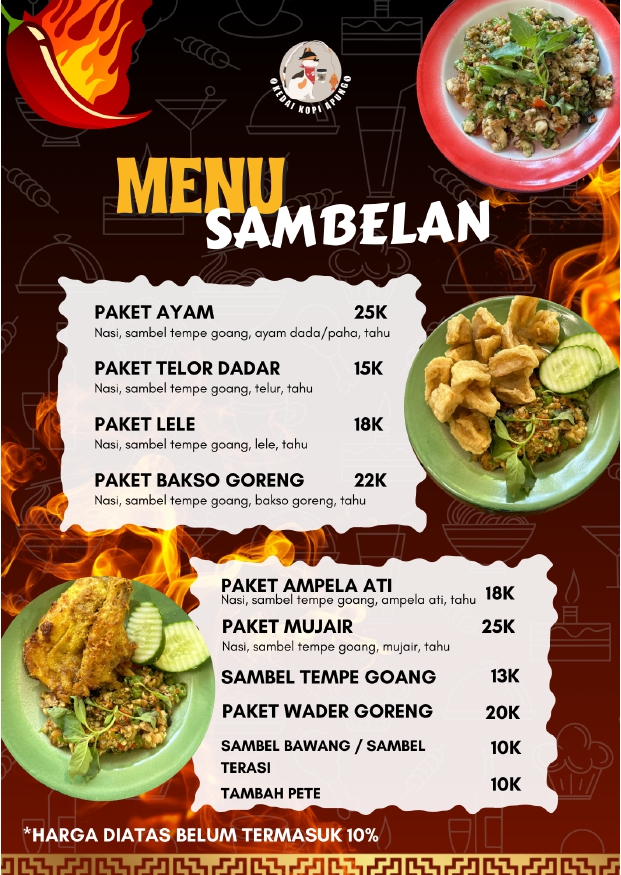 KEDAI KOPI APUNGO
MENU
SAMBELAN
PAKET AYAM 25K
Nasi, sambel tempe goang, ayam dada/paha, tahu
PAKET TELOR DADAR 15K
Nasi, sambel tempe goang, telur, tahu
PAKET LELE 18K
Nasi, sambel tempe goang, lele, tahu
PAKET BAKSO GORENG 22K
Nasi, sambel tempe goang, bakso goreng, tahu
PAKET AMPELA ATI 18K
Nasi, sambel tempe goang, ampela ati, tahu
PAKET MUJAIR 25K
Nasi, sambel tempe goang, mujair, tahu
SAMBEL TEMPE GOANG 13K
PAKET WADER GORENG 20K
SAMBEL BAWANG / SAMBEL 10K
TERASI
TAMBAH PETE 10K
*HARGA DIATAS BELUM TERMASUK 10%